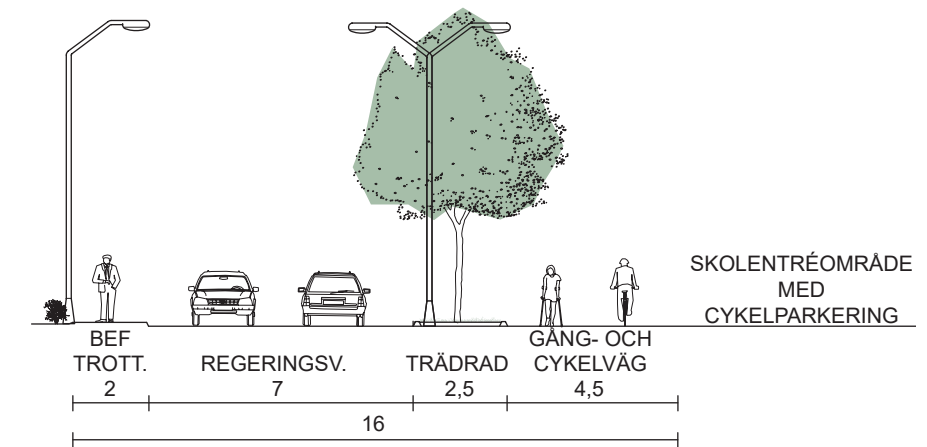 SKOLENTRÉOMRÅDE
MED
CYKELPARKERING
BEF
TROTT.
2
REGERINGSV.
7
TRÄDRAD
2,5
GÅNG- OCH
CYKELVÄG
4,5
16